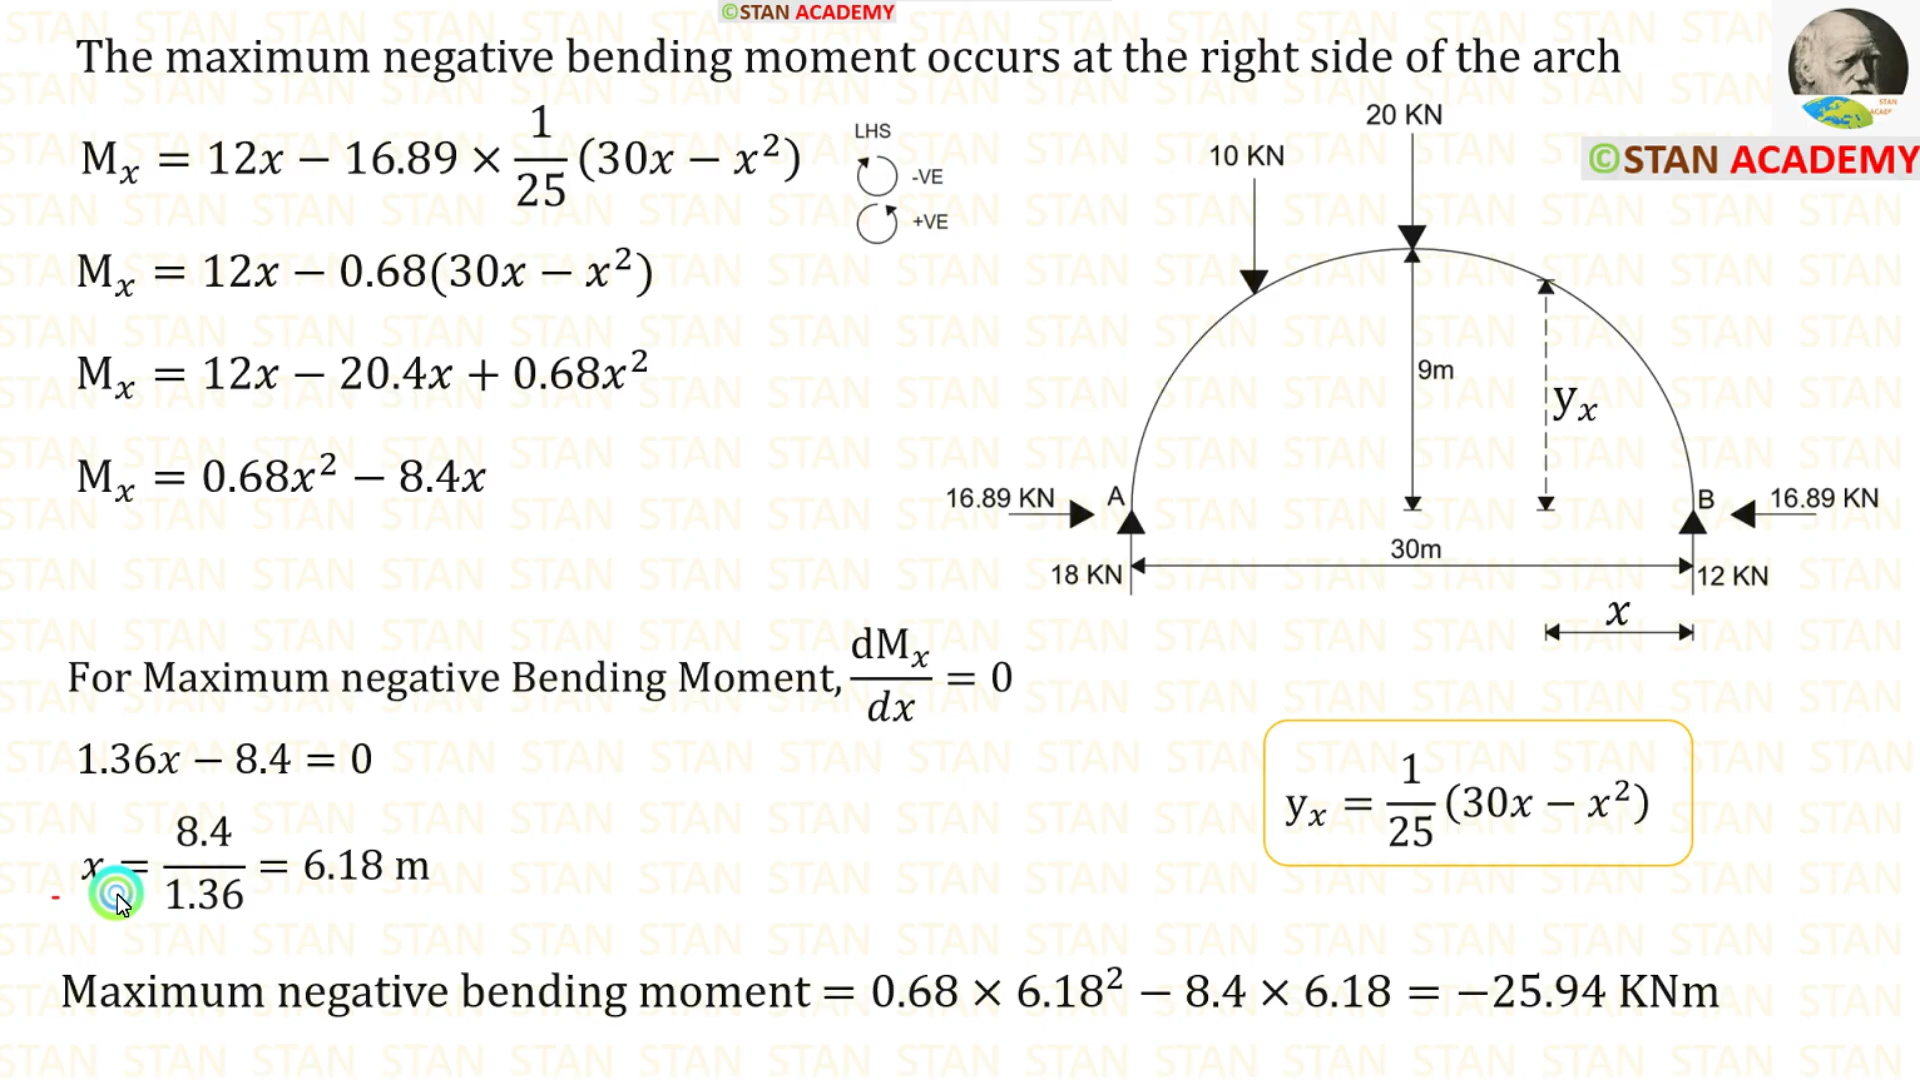 ©STAN ACADEMY
The maximum negative bending moment occurs at the right side of the arch
Mₓ = 12x − 16.89 × 1/25 (30x − x²)
LHS
-VE
+VE
10 KN
20 KN
STAN
ACAEF
©STAN ACADEMY
Mₓ = 12x − 0.68(30x − x²)
Mₓ = 12x − 20.4x + 0.68x²
9m
yₓ
Mₓ = 0.68x² − 8.4x
16.89 KN
A
B
16.89 KN
30m
18 KN
12 KN
x
For Maximum negative Bending Moment, dMₓ/dx = 0
1.36x − 8.4 = 0
yₓ = 1/25 (30x − x²)
x = 8.4/1.36 = 6.18 m
-
Maximum negative bending moment = 0.68 × 6.18² − 8.4 × 6.18 = −25.94 KNm